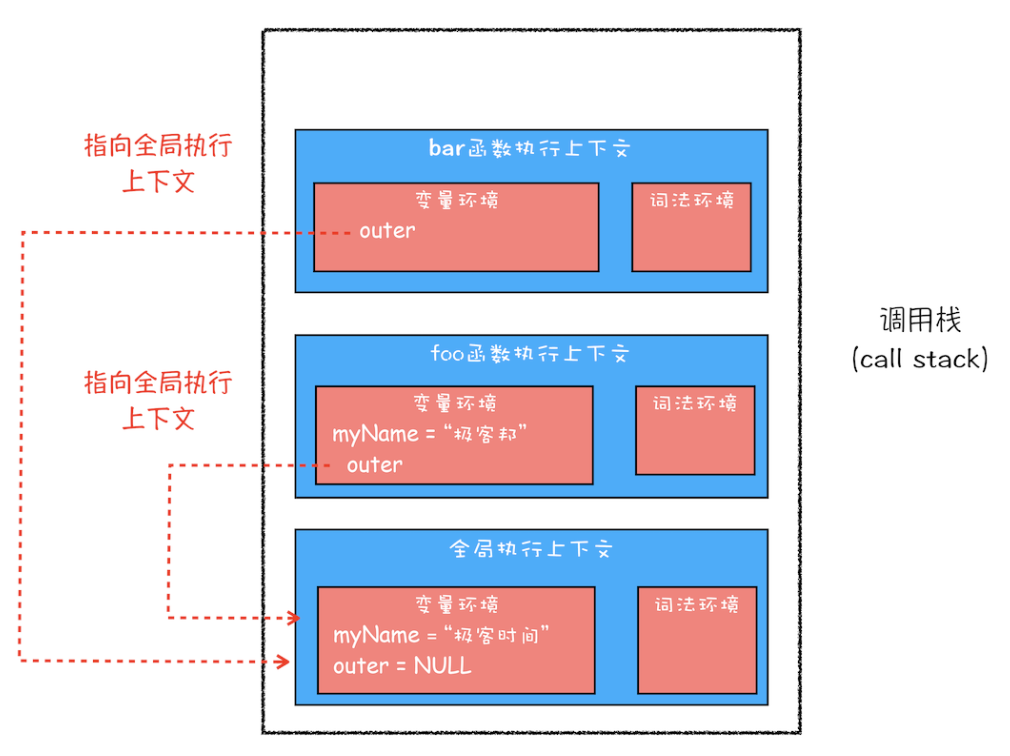 指向全局执行
上下文
bar函数执行上下文
变量环境
outer
词法环境
指向全局执行
上下文
foo函数执行上下文
变量环境
myName = “极客邦”
outer
词法环境
全局执行上下文
变量环境
myName = “极客时间”
outer = NULL
词法环境
调用栈
(call stack)